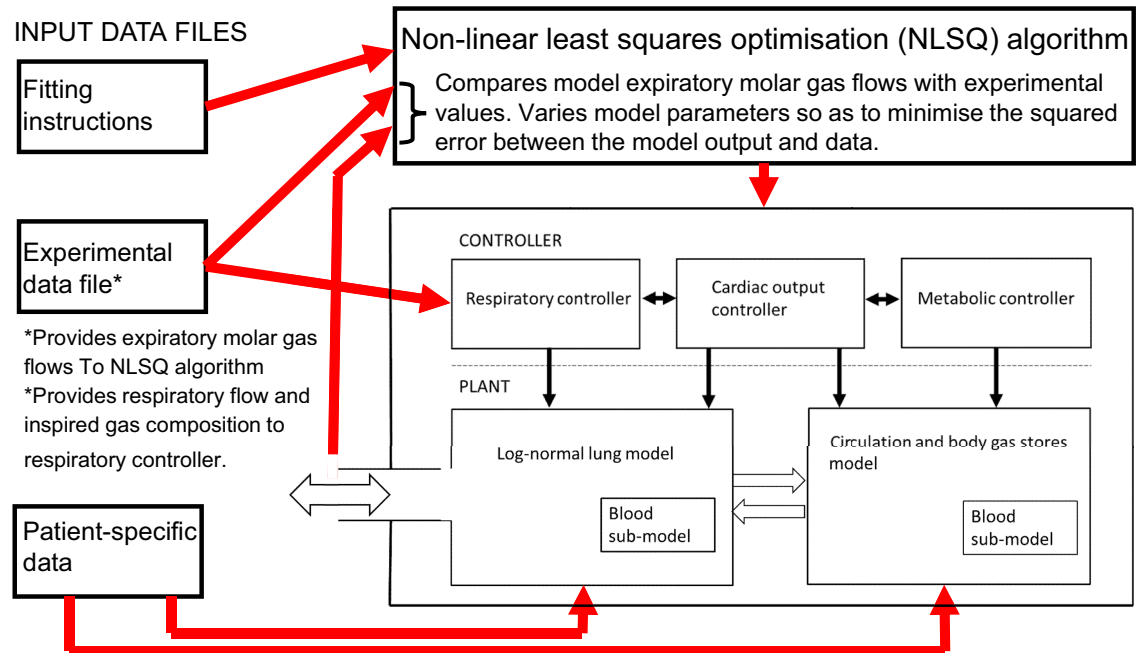 INPUT DATA FILES
Fitting
instructions
Experimental
data file*
*Provides expiratory molar gas
flows To NLSQ algorithm
*Provides respiratory flow and
inspired gas composition to
respiratory controller.
Patient-specific
data
Non-linear least squares optimisation (NLSQ) algorithm
Compares model expiratory molar gas flows with experimental
values. Varies model parameters so as to minimise the squared
error between the model output and data.
CONTROLLER
Respiratory controller
Cardiac output
controller
Metabolic controller
PLANT
Log-normal lung model
Blood
sub-model
Circulation and body gas stores
model
Blood
sub-model